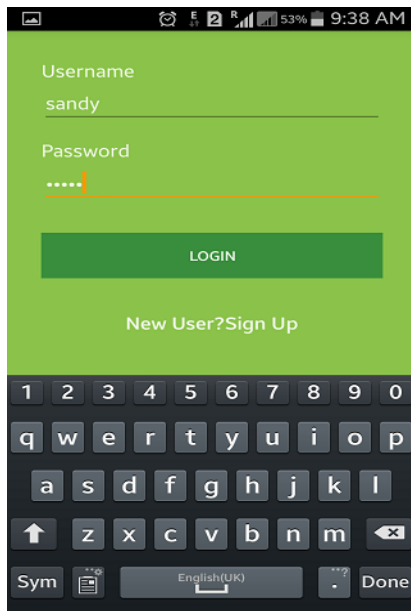 E 2 R 53% 9:38 AM
Username
sandy
Password
•••••
LOGIN
New User?Sign Up
1 2 3 4 5 6 7 8 9 0
q w e r t y u i o p
a s d f g h j k l
z x c v b n m
Sym English(UK) . ...? Done